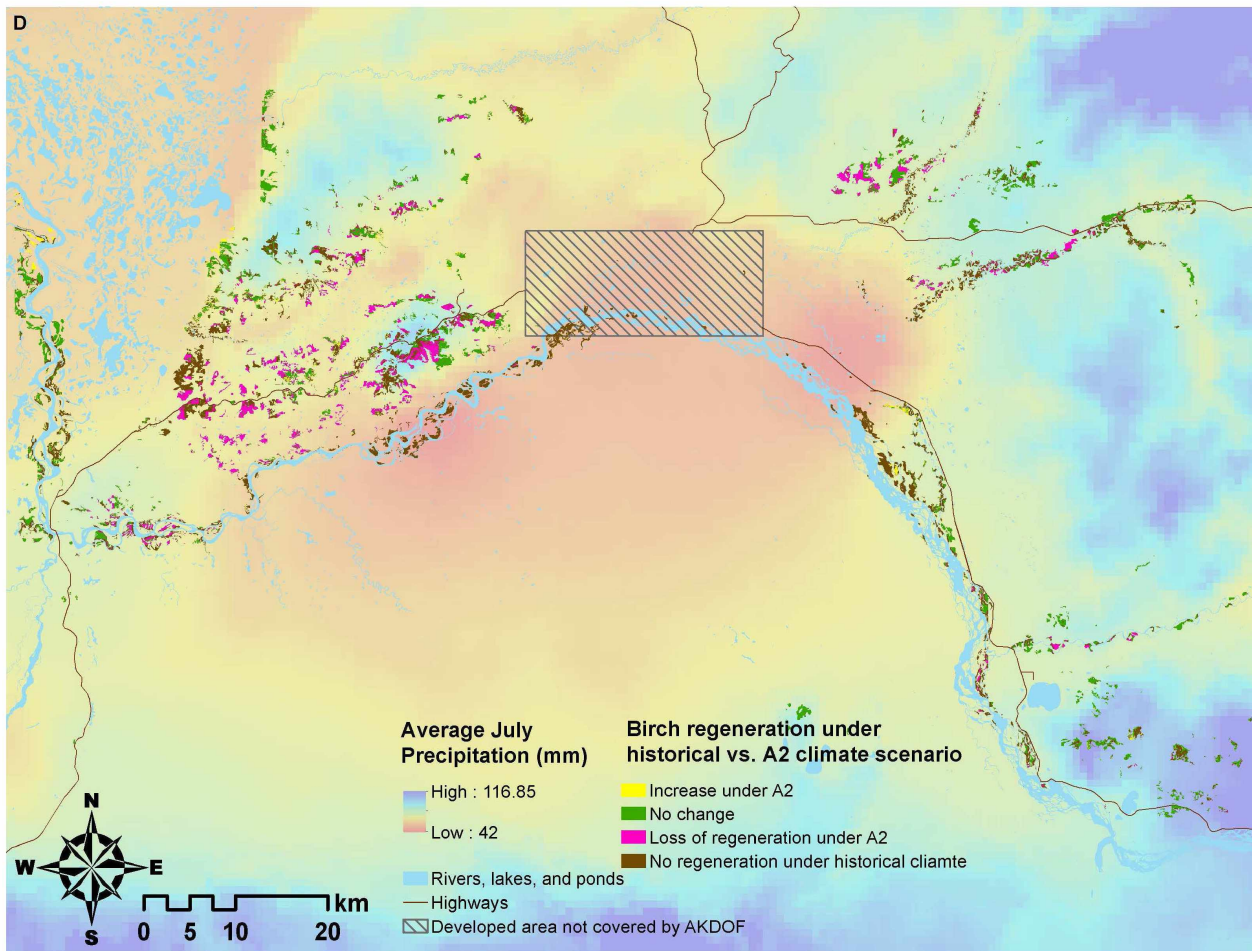 D
Average July
Precipitation (mm)
High : 116.85
Low : 42
Rivers, lakes, and ponds
Highways
Developed area not covered by AKDOF
Birch regeneration under
historical vs. A2 climate scenario
Increase under A2
No change
Loss of regeneration under A2
No regeneration under historical cliamte
N
W E
S
0 5 10 20 km